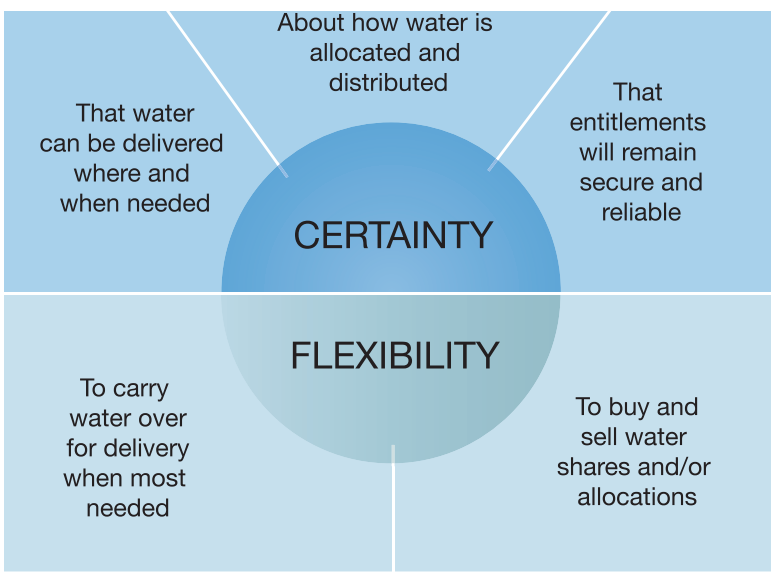 About how water is
allocated and
distributed
That water
can be delivered
where and
when needed
That
entitlements
will remain
secure and
reliable
CERTAINTY
FLEXIBILITY
To carry
water over
for delivery
when most
needed
To buy and
sell water
shares and/or
allocations